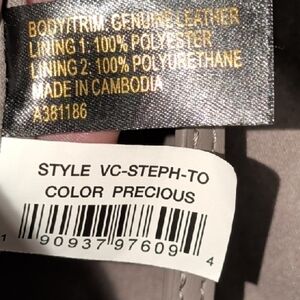 BODY/TRIM: GENUINE LEATHER
LINING 1: 100% POLYESTER
LINING 2: 100% POLYURETHANE
MADE IN CAMBODIA
A381186
STYLE VC-STEPH-TO
COLOR PRECIOUS
1 90937 97609 4